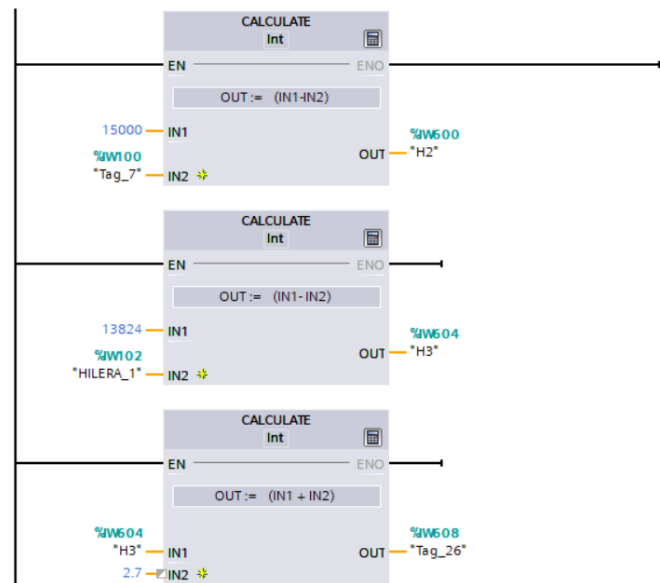 CALCULATE
Int
EN ENO
OUT := (IN1-IN2)
15000 IN1
%IW100 %IW600
OUT "H2"
"Tag_7" IN2
CALCULATE
Int
EN ENO
OUT := (IN1- IN2)
13824 IN1
%IW102 %IW604
OUT "H3"
"HILERA_1" IN2
CALCULATE
Int
EN ENO
OUT := (IN1 + IN2)
%IW604 %IW608
"H3" IN1 OUT "Tag_26"
2.7 IN2